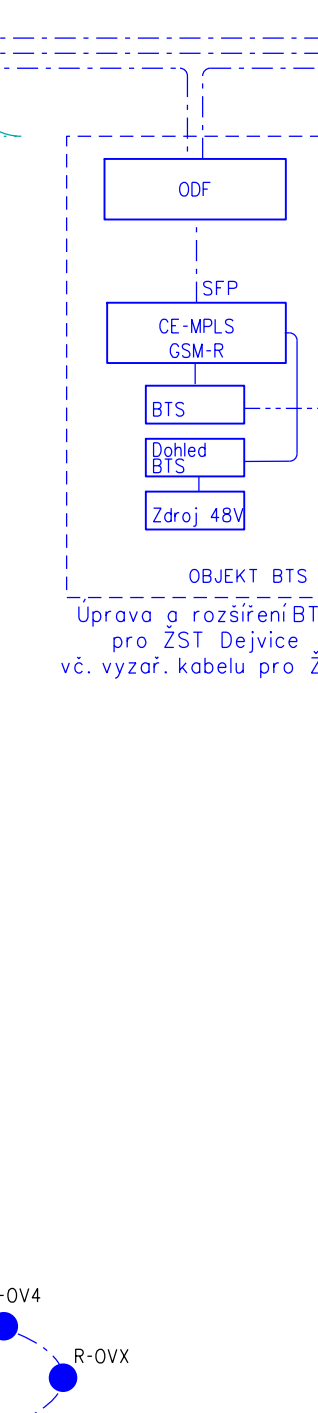 ODF
SFP
CE-MPLS
GSM-R
BTS
Dohled
BTS
Zdroj 48V
OBJEKT BTS
Úprava a rozšíření BT
pro ŽST Dejvice
vč. vyzař. kabelu pro Ž
-OV4
R-OVX